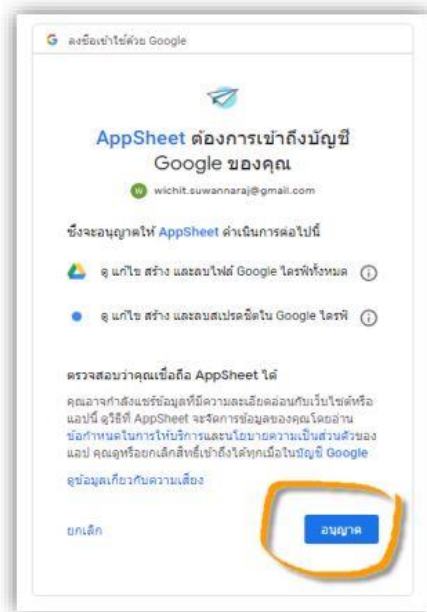 ลงชื่อเข้าใช้ด้วย Google
AppSheet ต้องการเข้าถึงบัญชี
Google ของคุณ
W wichit.suwannaraj@gmail.com
ซึ่งจะอนุญาตให้ AppSheet ดำเนินการต่อไปนี้
ดู แก้ไข สร้าง และลบไฟล์ Google ไดรฟ์ทั้งหมด
ดู แก้ไข สร้าง และลบสเปรดชีตใน Google ไดรฟ์
ตรวจสอบว่าคุณเชื่อถือ AppSheet ได้
คุณอาจกำลังแชร์ข้อมูลที่มีความละเอียดอ่อนกับเว็บไซต์หรือ
แอปนี้ ดูวิธีที่ AppSheet จะจัดการข้อมูลของคุณโดยอ่าน
ข้อกำหนดในการให้บริการและนโยบายความเป็นส่วนตัวของ
แอป คุณดูหรือยกเลิกสิทธิ์เข้าถึงได้ทุกเมื่อในบัญชี Google
ดูข้อมูลเกี่ยวกับความเสี่ยง
ยกเลิก
อนุญาต